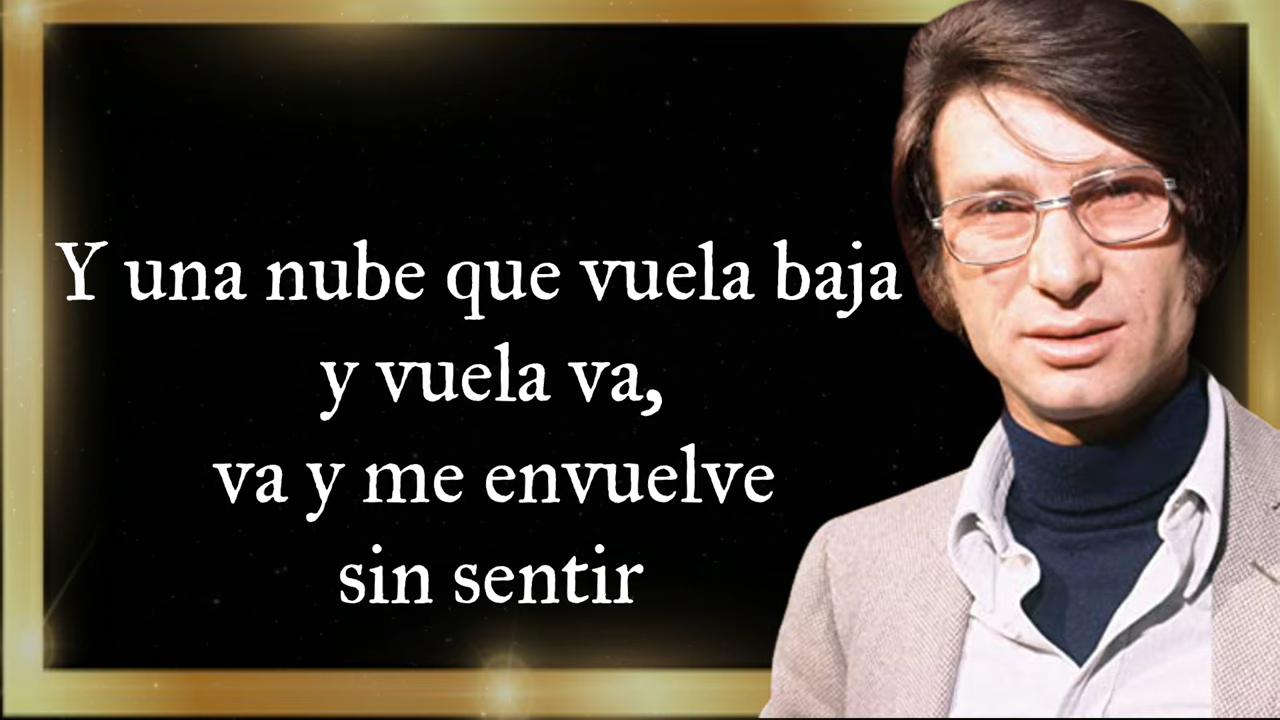 Y una nube que vuela baja
y vuela va,
va y me envuelve
sin sentir